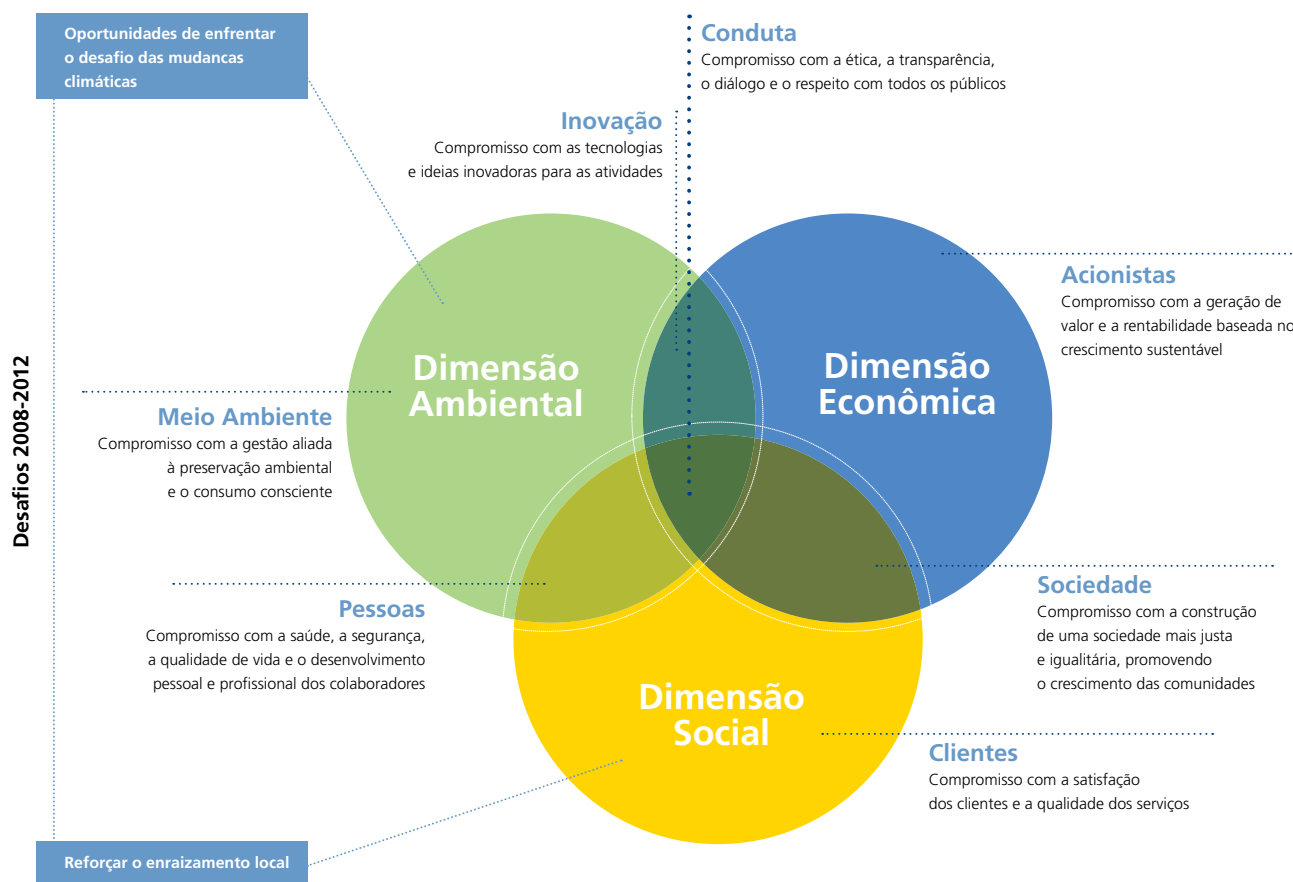 Oportunidades de enfrentar
o desafio das mudancas
climáticas
Conduta
Compromisso com a ética, a transparência,
o diálogo e o respeito com todos os públicos
Inovação
Compromisso com as tecnologias
e ideias inovadoras para as atividades
Acionistas
Compromisso com a geração de
valor e a rentabilidade baseada no
crescimento sustentável
Dimensão
Ambiental
Dimensão
Econômica
Desafios 2008-2012
Meio Ambiente
Compromisso com a gestão aliada
à preservação ambiental
e o consumo consciente
Pessoas
Compromisso com a saúde, a segurança,
a qualidade de vida e o desenvolvimento
pessoal e profissional dos colaboradores
Sociedade
Compromisso com a construção
de uma sociedade mais justa
e igualitária, promovendo
o crescimento das comunidades
Dimensão
Social
Clientes
Compromisso com a satisfação
dos clientes e a qualidade dos serviços
Reforçar o enraizamento local